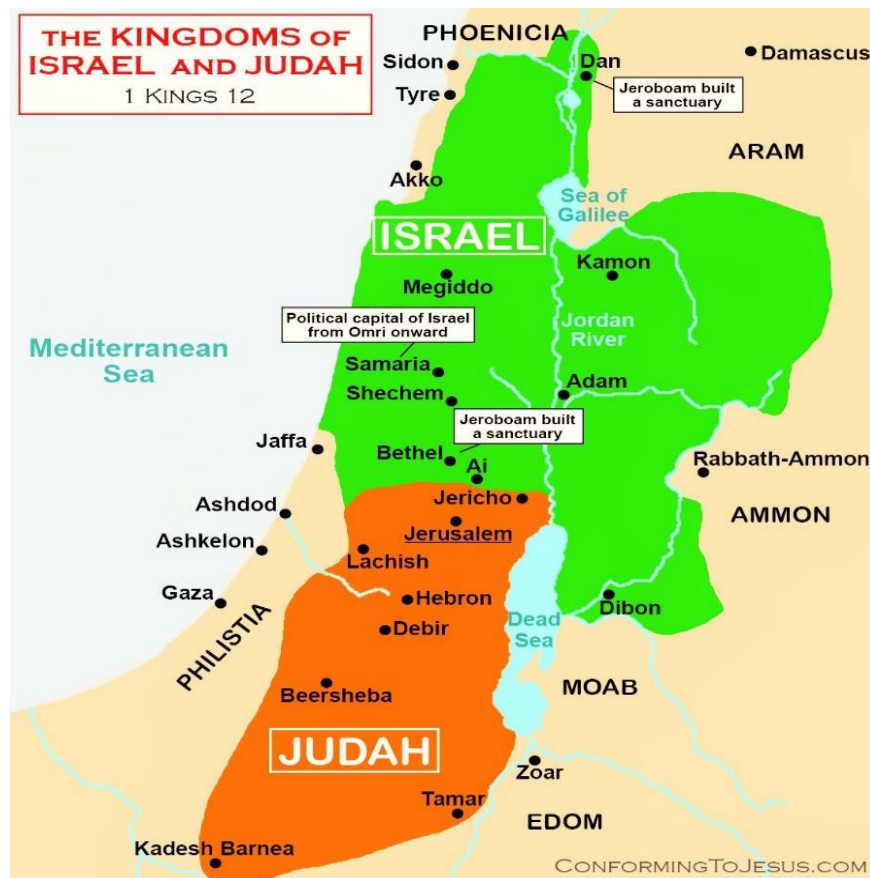 THE KINGDOMS OF
ISRAEL AND JUDAH
1 KINGS 12
PHOENICIA
Sidon
Dan
Damascus
Tyre
Jeroboam built
a sanctuary
ARAM
Akko
Sea of
Galilee
ISRAEL
Kamon
Megiddo
Political capital of Israel
from Omri onward
Jordan
River
Mediterranean
Sea
Samaria
Adam
Shechem
Jeroboam built
a sanctuary
Jaffa
Bethel
Ai
Rabbath-Ammon
Jericho
Ashdod
AMMON
Jerusalem
Ashkelon
Lachish
Gaza
Hebron
Dibon
Dead
Sea
Debir
PHILISTIA
Beersheba
MOAB
JUDAH
Zoar
Tamar
EDOM
Kadesh Barnea
CONFORMINGTOJESUS.COM